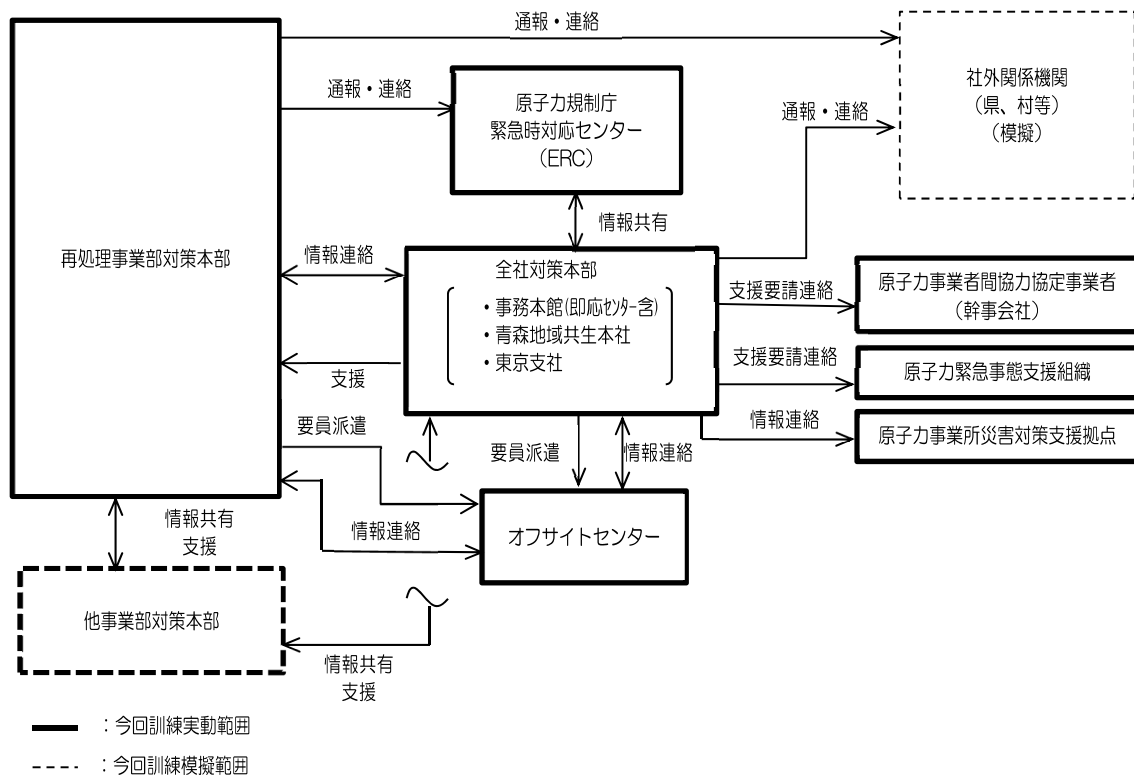 通報・連絡
通報・連絡
原子力規制庁
緊急時対応センター
(ERC)
社外関係機関
(県、村等)
(模擬)
通報・連絡
情報共有
再処理事業部対策本部
情報連絡
全社対策本部
・事務本館(即応センター含)
・青森地域共生本社
・東京支社
支援要請連絡
原子力事業者間協力協定事業者
(幹事会社)
支援
支援要請連絡
原子力緊急事態支援組織
要員派遣
要員派遣
情報連絡
情報連絡
原子力事業所災害対策支援拠点
情報共有
支援
情報連絡
オフサイトセンター
他事業部対策本部
情報共有
支援
:今回訓練実動範囲
:今回訓練模擬範囲